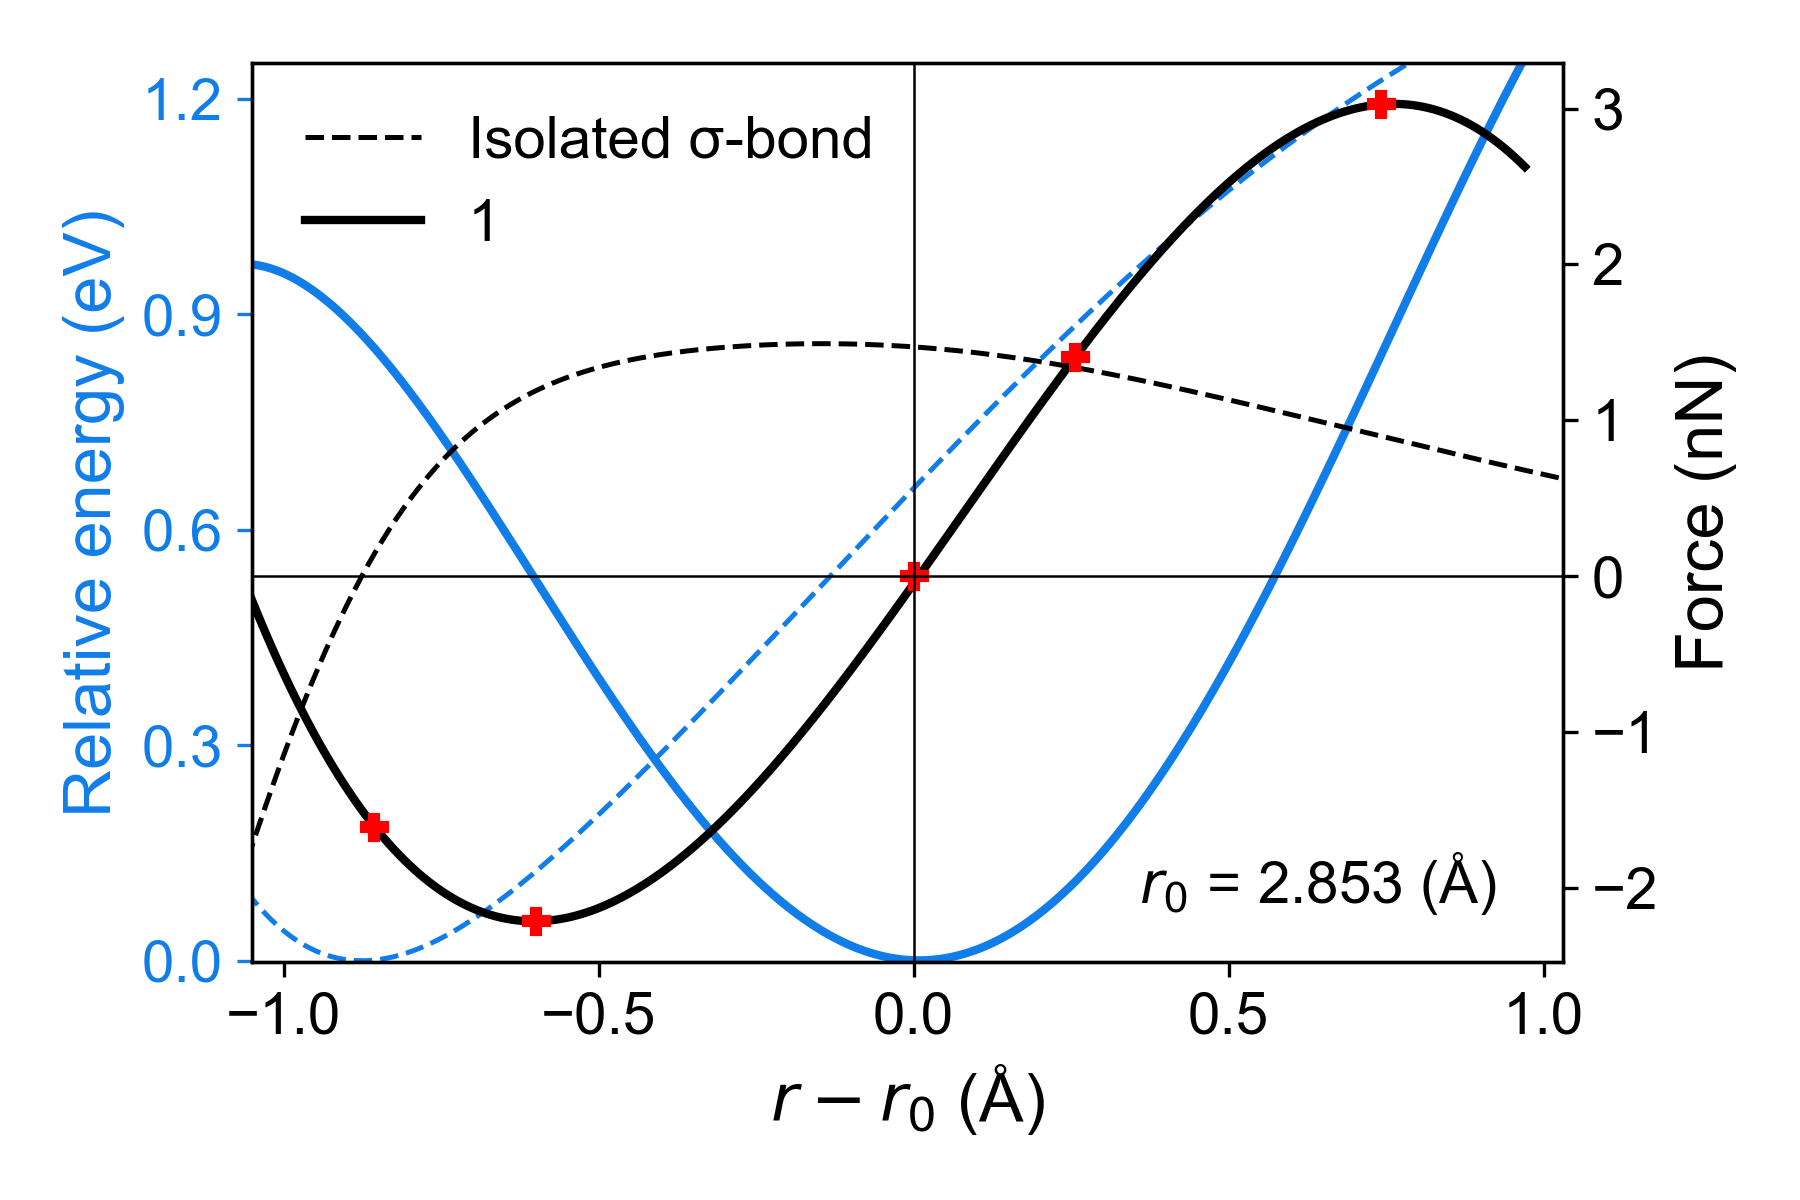 Relative energy (eV)
1.2
0.9
0.6
0.3
0.0
Isolated σ-bond
1
r₀ = 2.853 (Å)
3
2
1
0
−1
−2
Force (nN)
−1.0 −0.5 0.0 0.5 1.0
r − r₀ (Å)